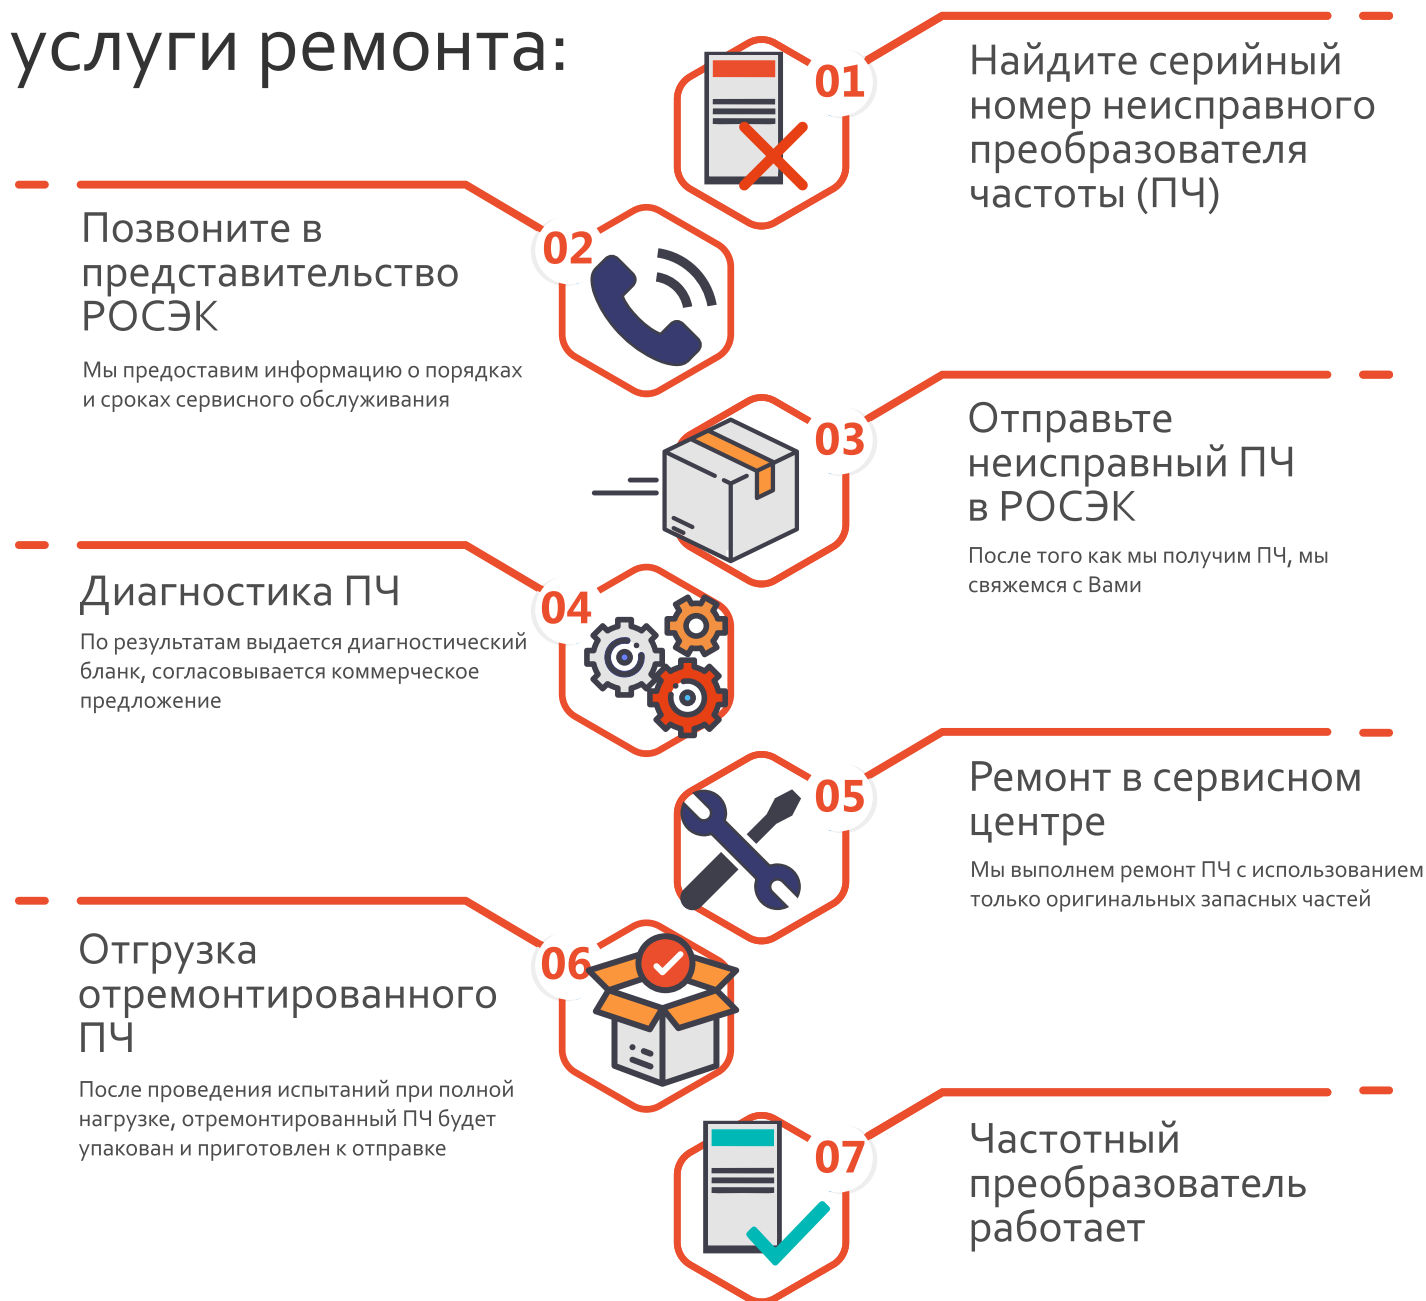 услуги ремонта:
01
Найдите серийный
номер неисправного
преобразователя
частоты (ПЧ)
02
Позвоните в
представительство
РОСЭК
Мы предоставим информацию о порядках
и сроках сервисного обслуживания
03
Отправьте
неисправный ПЧ
в РОСЭК
После того как мы получим ПЧ, мы
свяжемся с Вами
04
Диагностика ПЧ
По результатам выдается диагностический
бланк, согласовывается коммерческое
предложение
05
Ремонт в сервисном
центре
Мы выполнем ремонт ПЧ с использованием
только оригинальных запасных частей
06
Отгрузка
отремонтированного
ПЧ
После проведения испытаний при полной
нагрузке, отремонтированный ПЧ будет
упакован и приготовлен к отправке
07
Частотный
преобразователь
работает